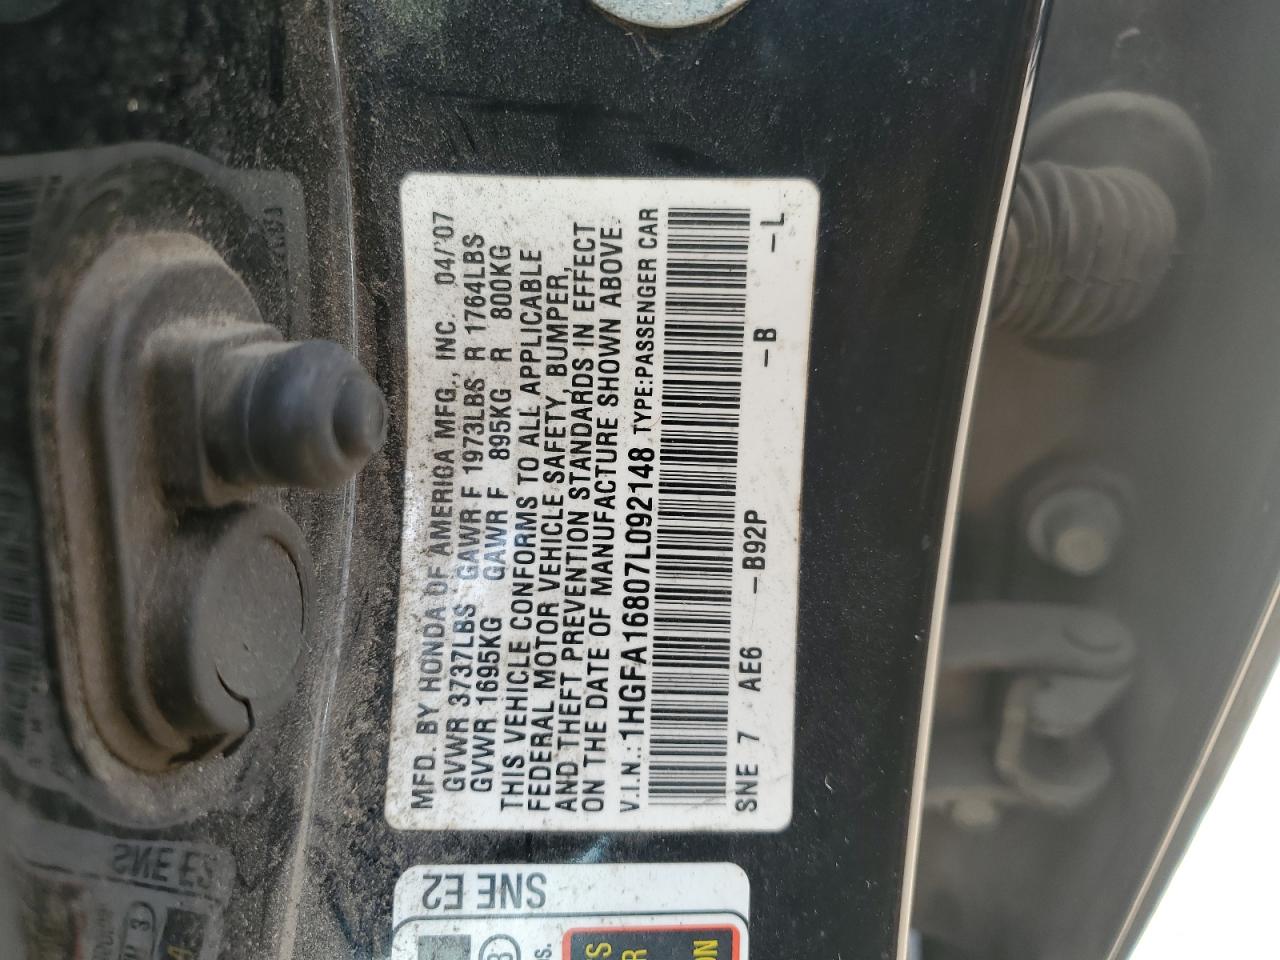 MFD. BY HONDA OF AMERICA MFG., INC. 04/'07
GVWR 3737LBS GAWR F 1973LBS R 1764LBS
GVWR 1695KG GAWR F 895KG R 800KG
THIS VEHICLE CONFORMS TO ALL APPLICABLE
FEDERAL MOTOR VEHICLE SAFETY, BUMPER,
AND THEFT PREVENTION STANDARDS IN EFFECT
ON THE DATE OF MANUFACTURE SHOWN ABOVE.
V.I.N.: 1HGFA16807L092148 TYPE:PASSENGER CAR
SNE 7 AE6 -B92P -B -L
SNE E2